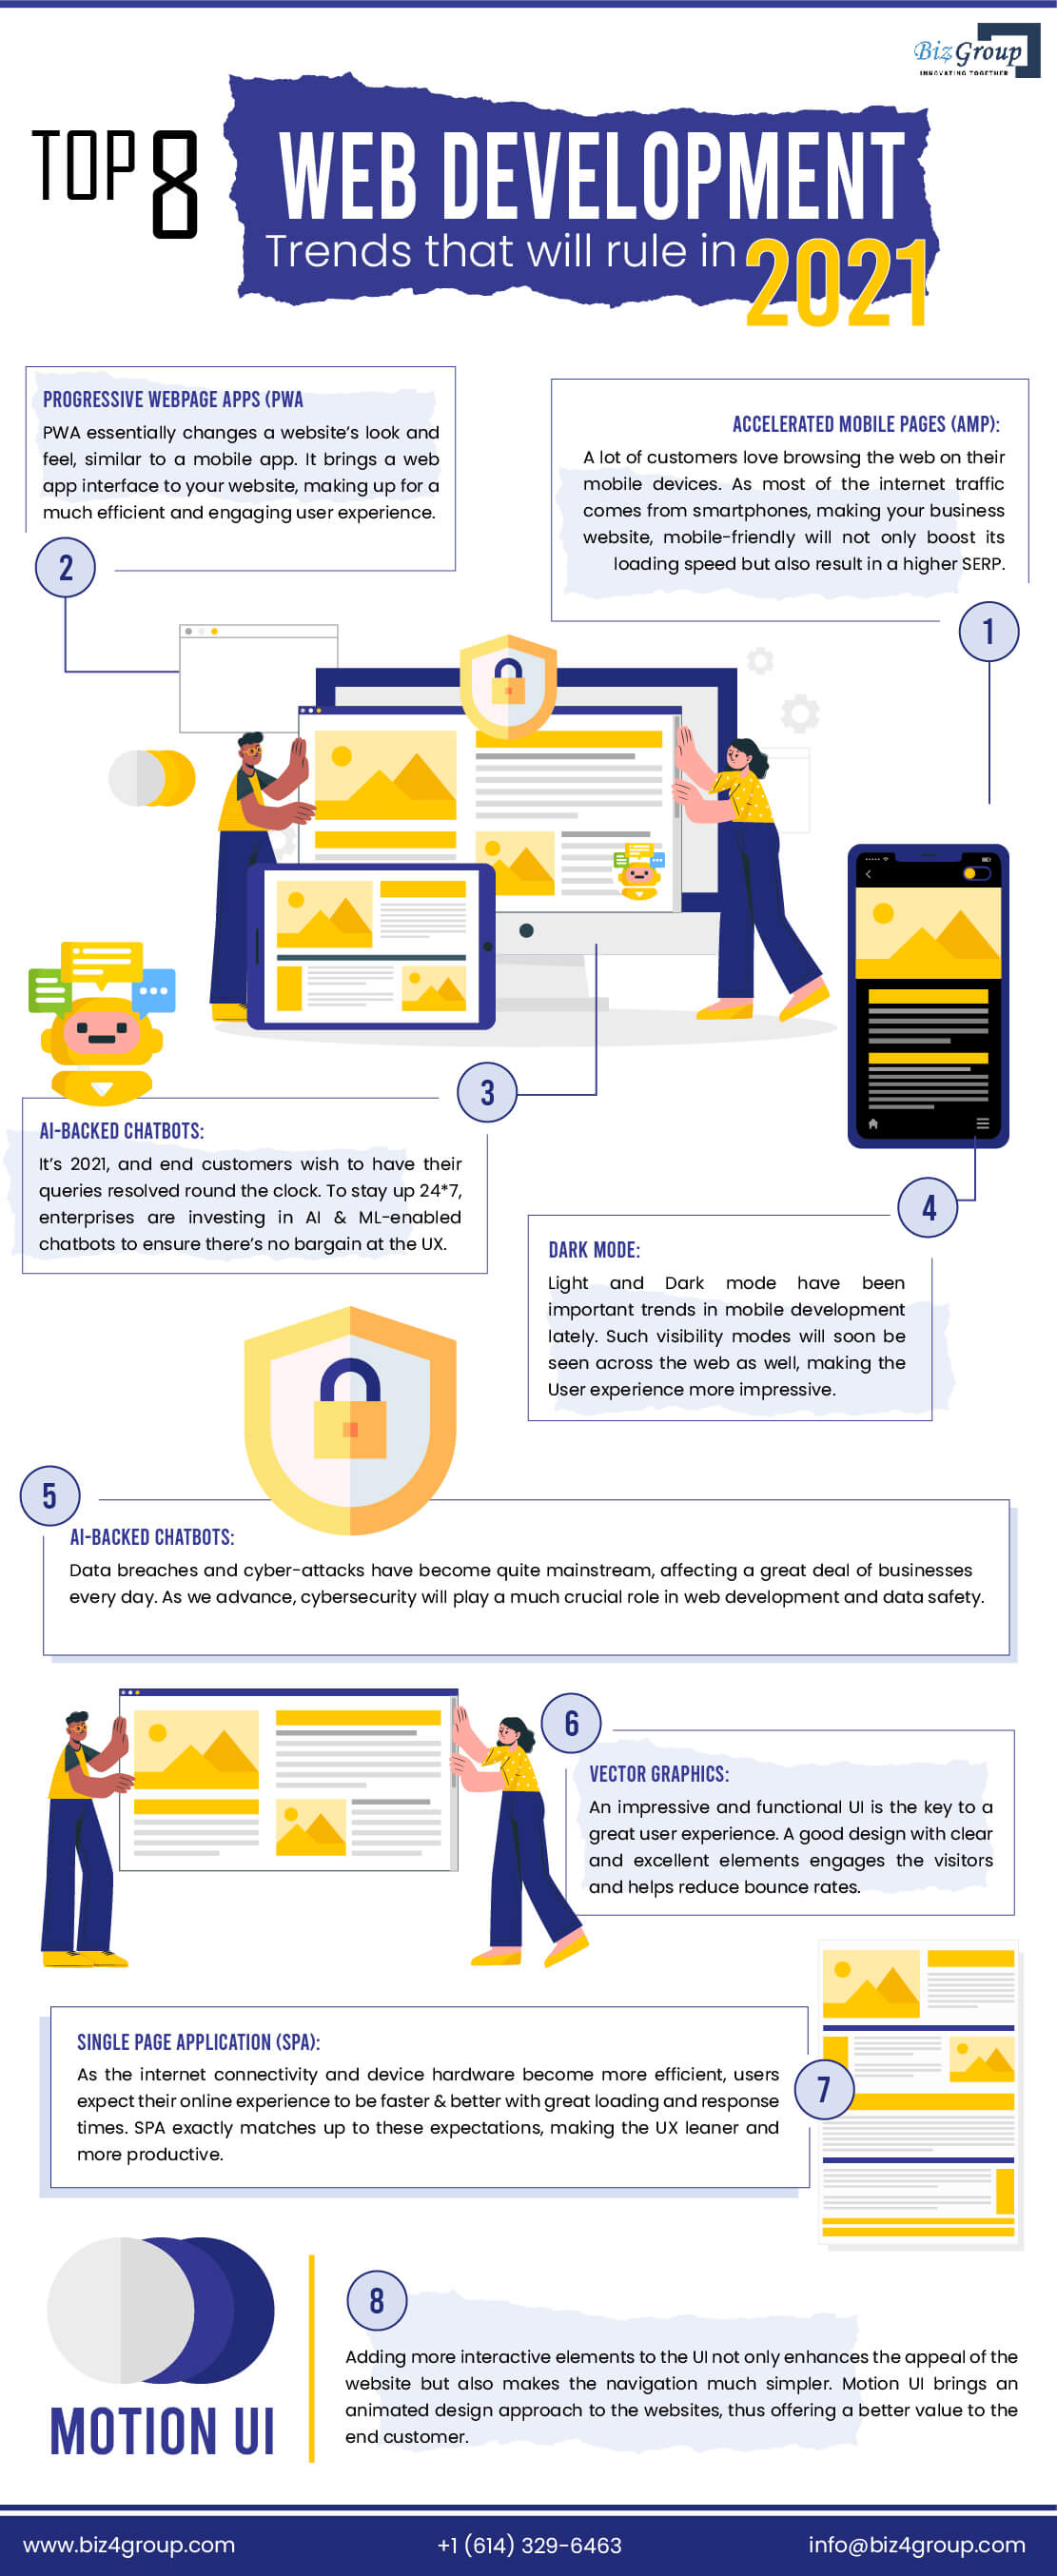 Biz Group
INNOVATING TOGETHER
TOP 8
WEB DEVELOPMENT
Trends that will rule in 2021
PROGRESSIVE WEBPAGE APPS (PWA
PWA essentially changes a website's look and
feel, similar to a mobile app. It brings a web
app interface to your website, making up for a
much efficient and engaging user experience.
2
ACCELERATED MOBILE PAGES (AMP):
A lot of customers love browsing the web on their
mobile devices. As most of the internet traffic
comes from smartphones, making your business
website, mobile-friendly will not only boost its
loading speed but also result in a higher SERP.
1
3
AI-BACKED CHATBOTS:
It's 2021, and end customers wish to have their
queries resolved round the clock. To stay up 24*7,
enterprises are investing in AI & ML-enabled
chatbots to ensure there's no bargain at the UX.
4
DARK MODE:
Light and Dark mode have been
important trends in mobile development
lately. Such visibility modes will soon be
seen across the web as well, making the
User experience more impressive.
5
AI-BACKED CHATBOTS:
Data breaches and cyber-attacks have become quite mainstream, affecting a great deal of businesses
every day. As we advance, cybersecurity will play a much crucial role in web development and data safety.
6
VECTOR GRAPHICS:
An impressive and functional UI is the key to a
great user experience. A good design with clear
and excellent elements engages the visitors
and helps reduce bounce rates.
SINGLE PAGE APPLICATION (SPA):
As the internet connectivity and device hardware become more efficient, users
expect their online experience to be faster & better with great loading and response
times. SPA exactly matches up to these expectations, making the UX leaner and
more productive.
7
MOTION UI
8
Adding more interactive elements to the UI not only enhances the appeal of the
website but also makes the navigation much simpler. Motion UI brings an
animated design approach to the websites, thus offering a better value to the
end customer.
www.biz4group.com
+1 (614) 329-6463
info@biz4group.com